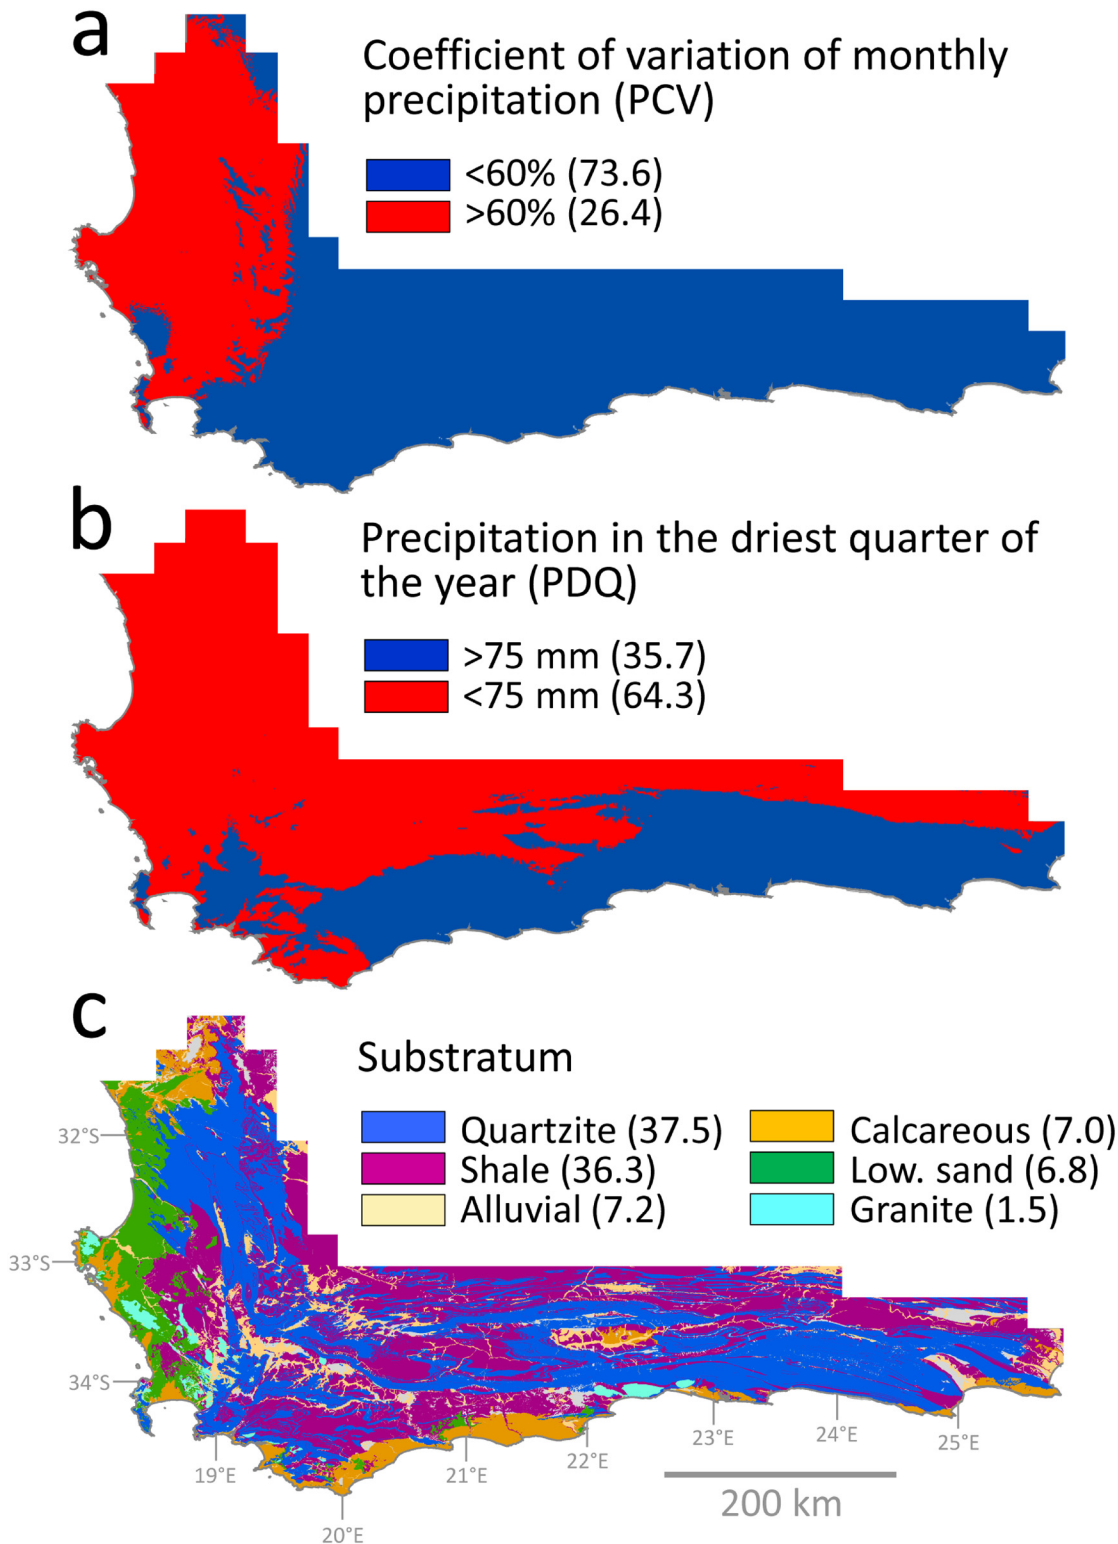 a
Coefficient of variation of monthly
precipitation (PCV)
<60% (73.6)
>60% (26.4)
b
Precipitation in the driest quarter of
the year (PDQ)
>75 mm (35.7)
<75 mm (64.3)
c
Substratum
Quartzite (37.5)
Calcareous (7.0)
Shale (36.3)
Low. sand (6.8)
Alluvial (7.2)
Granite (1.5)
32°S
33°S
34°S
19°E
20°E
21°E
22°E
23°E
24°E
25°E
200 km